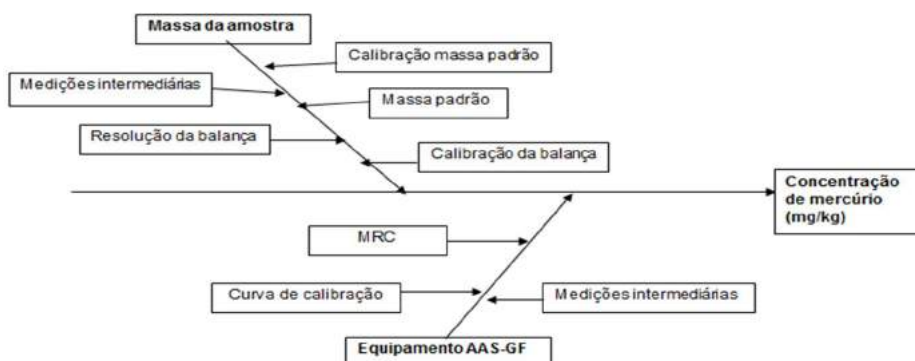 Massa da amostra
Calibração massa padrão
Medições intermediárias
Massa padrão
Resolução da balança
Calibração da balança
Concentração
de mercúrio
(mg/kg)
MRC
Curva de calibração
Medições intermediárias
Equipamento AAS-GF